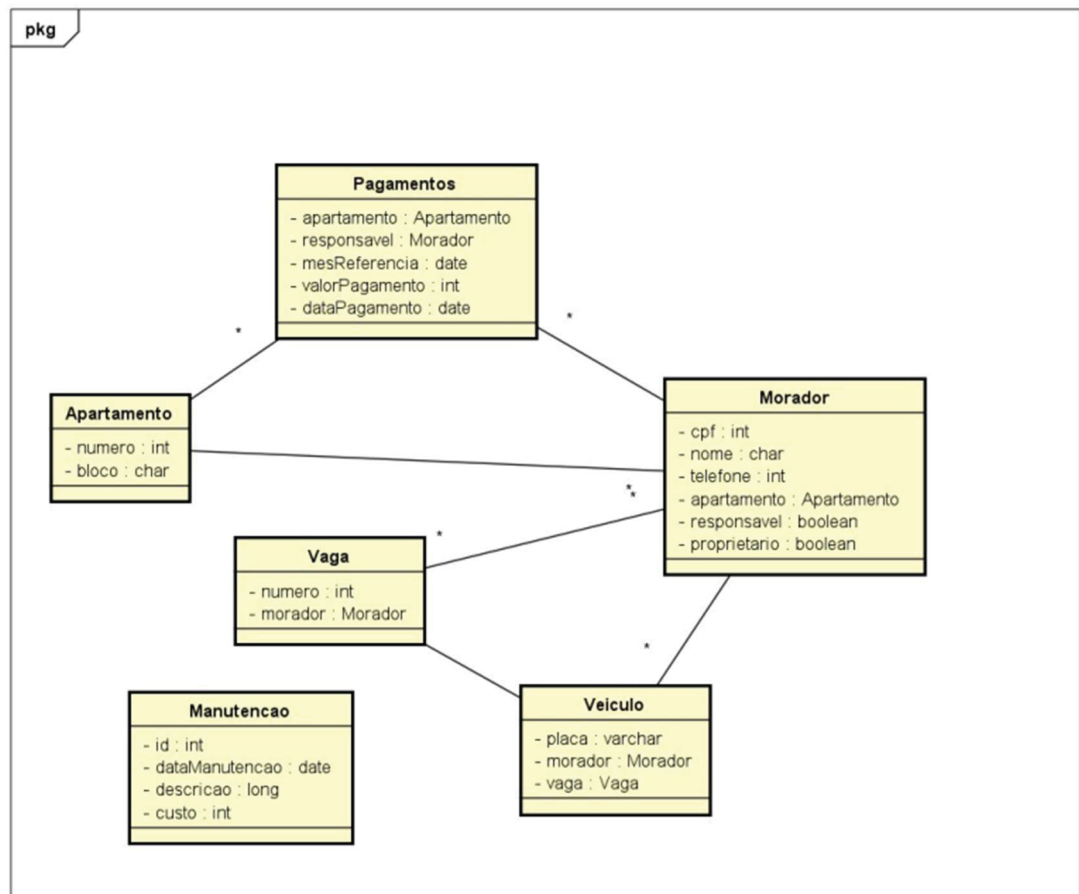 pkg
Pagamentos
- apartamento : Apartamento
- responsavel : Morador
- mesReferencia : date
- valorPagamento : int
- dataPagamento : date
*
*
Apartamento
- numero : int
- bloco : char
Morador
- cpf : int
- nome : char
- telefone : int
- apartamento : Apartamento
- responsavel : boolean
- proprietario : boolean
*
*
*
Vaga
- numero : int
- morador : Morador
*
Manutencao
- id : int
- dataManutencao : date
- descricao : long
- custo : int
Veiculo
- placa : varchar
- morador : Morador
- vaga : Vaga